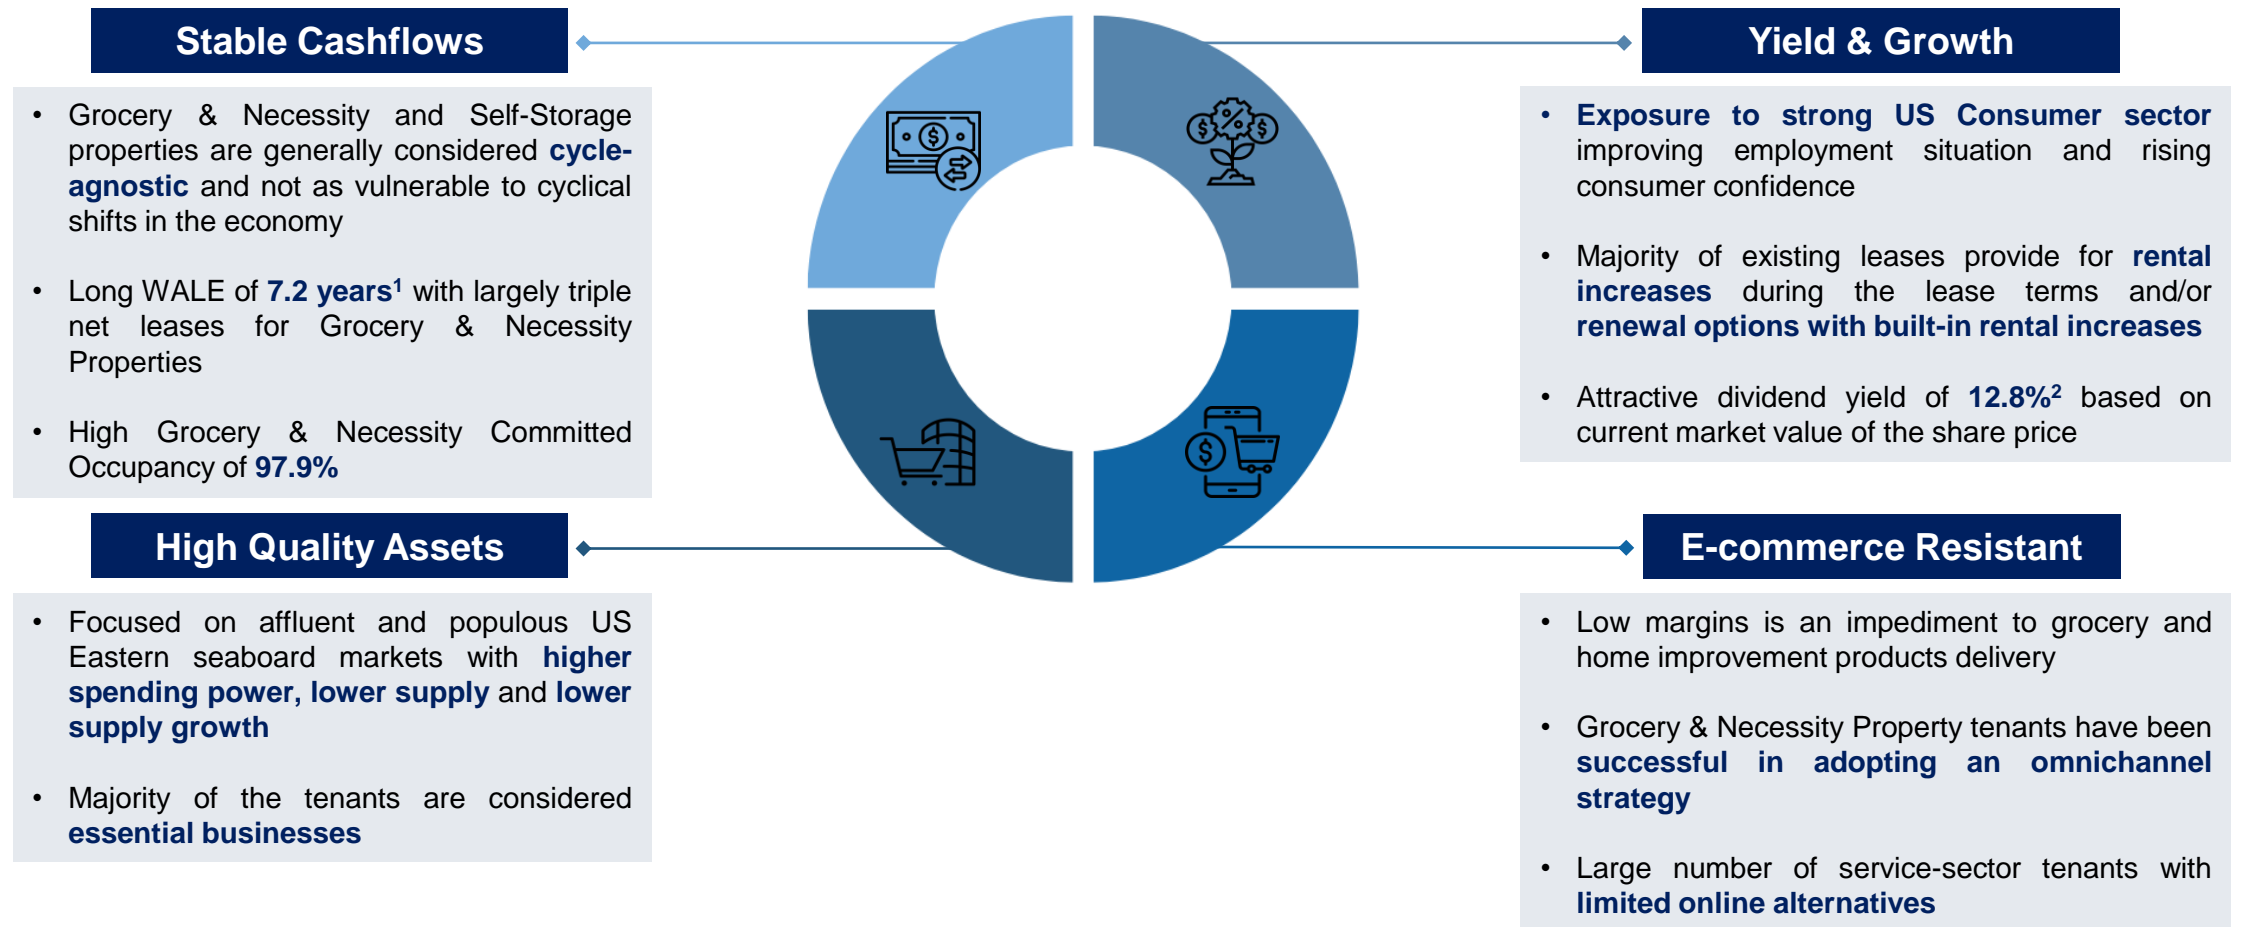 Stable Cashflows
• Grocery & Necessity and Self-Storage
properties are generally considered cycle-
agnostic and not as vulnerable to cyclical
shifts in the economy
• Long WALE of 7.2 years¹ with largely triple
net leases for Grocery & Necessity
Properties
• High Grocery & Necessity Committed
Occupancy of 97.9%
Yield & Growth
• Exposure to strong US Consumer sector
improving employment situation and rising
consumer confidence
• Majority of existing leases provide for rental
increases during the lease terms and/or
renewal options with built-in rental increases
• Attractive dividend yield of 12.8%² based on
current market value of the share price
High Quality Assets
• Focused on affluent and populous US
Eastern seaboard markets with higher
spending power, lower supply and lower
supply growth
• Majority of the tenants are considered
essential businesses
E-commerce Resistant
• Low margins is an impediment to grocery and
home improvement products delivery
• Grocery & Necessity Property tenants have been
successful in adopting an omnichannel
strategy
• Large number of service-sector tenants with
limited online alternatives